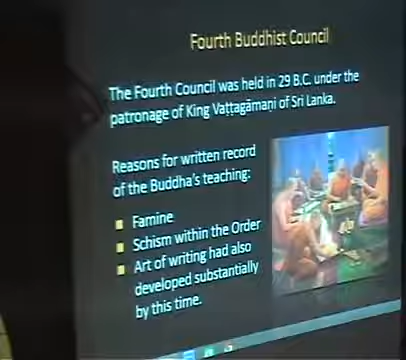 Fourth Buddhist Council
The Fourth Council was held in 29 B.C. under the
patronage of King Vaṭṭagāmaṇi of Sri Lanka.
Reasons for written record
of the Buddha's teaching:
Famine
Schism within the Order
Art of writing had also
developed substantially
by this time.